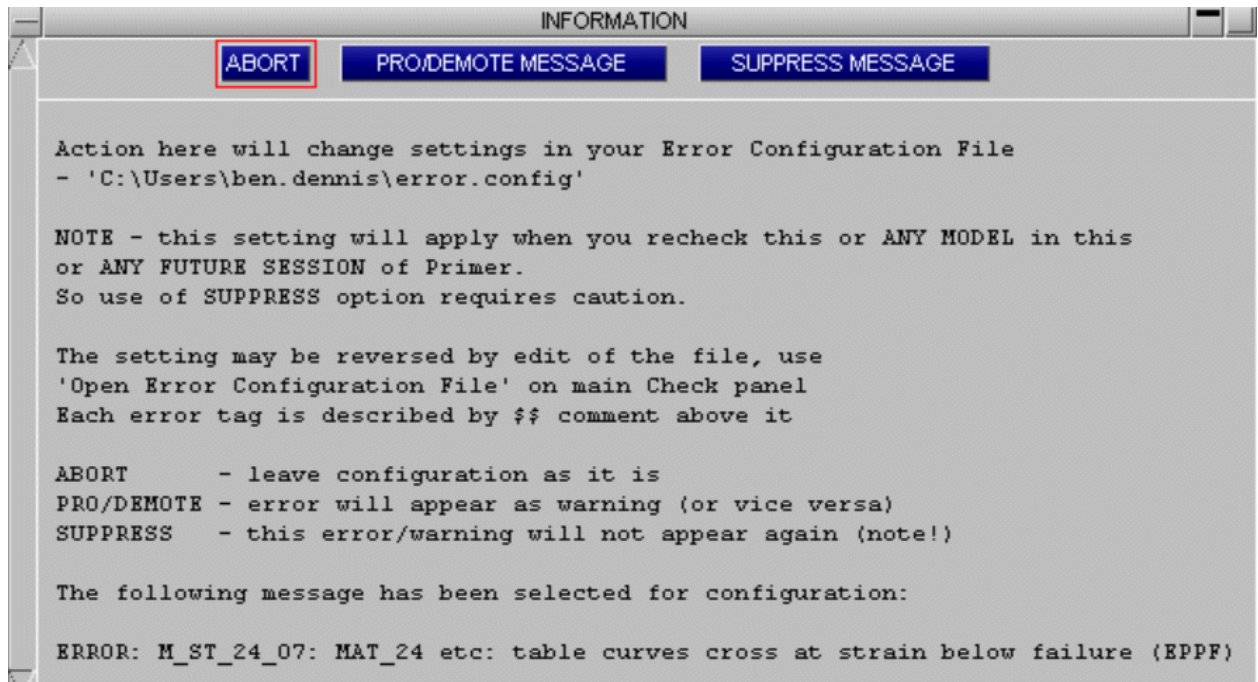 INFORMATION
ABORT PRO/DEMOTE MESSAGE SUPPRESS MESSAGE
Action here will change settings in your Error Configuration File
- 'C:\Users\ben.dennis\error.config'
NOTE - this setting will apply when you recheck this or ANY MODEL in this
or ANY FUTURE SESSION of Primer.
So use of SUPPRESS option requires caution.
The setting may be reversed by edit of the file, use
'Open Error Configuration File' on main Check panel
Each error tag is described by $$ comment above it
ABORT - leave configuration as it is
PRO/DEMOTE - error will appear as warning (or vice versa)
SUPPRESS - this error/warning will not appear again (note!)
The following message has been selected for configuration:
ERROR: M_ST_24_07: MAT_24 etc: table curves cross at strain below failure (EPPF)